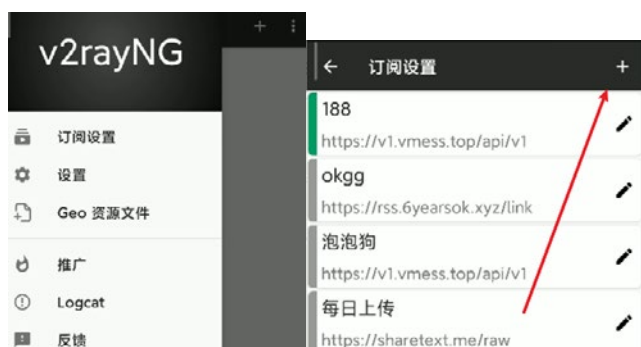 v2rayNG
订阅设置
设置
Geo 资源文件
推广
Logcat
反馈
订阅设置
188
https://v1.vmess.top/api/v1
okgg
https://rss.6yearsok.xyz/link
泡泡狗
https://v1.vmess.top/api/v1
每日上传
https://sharetext.me/raw